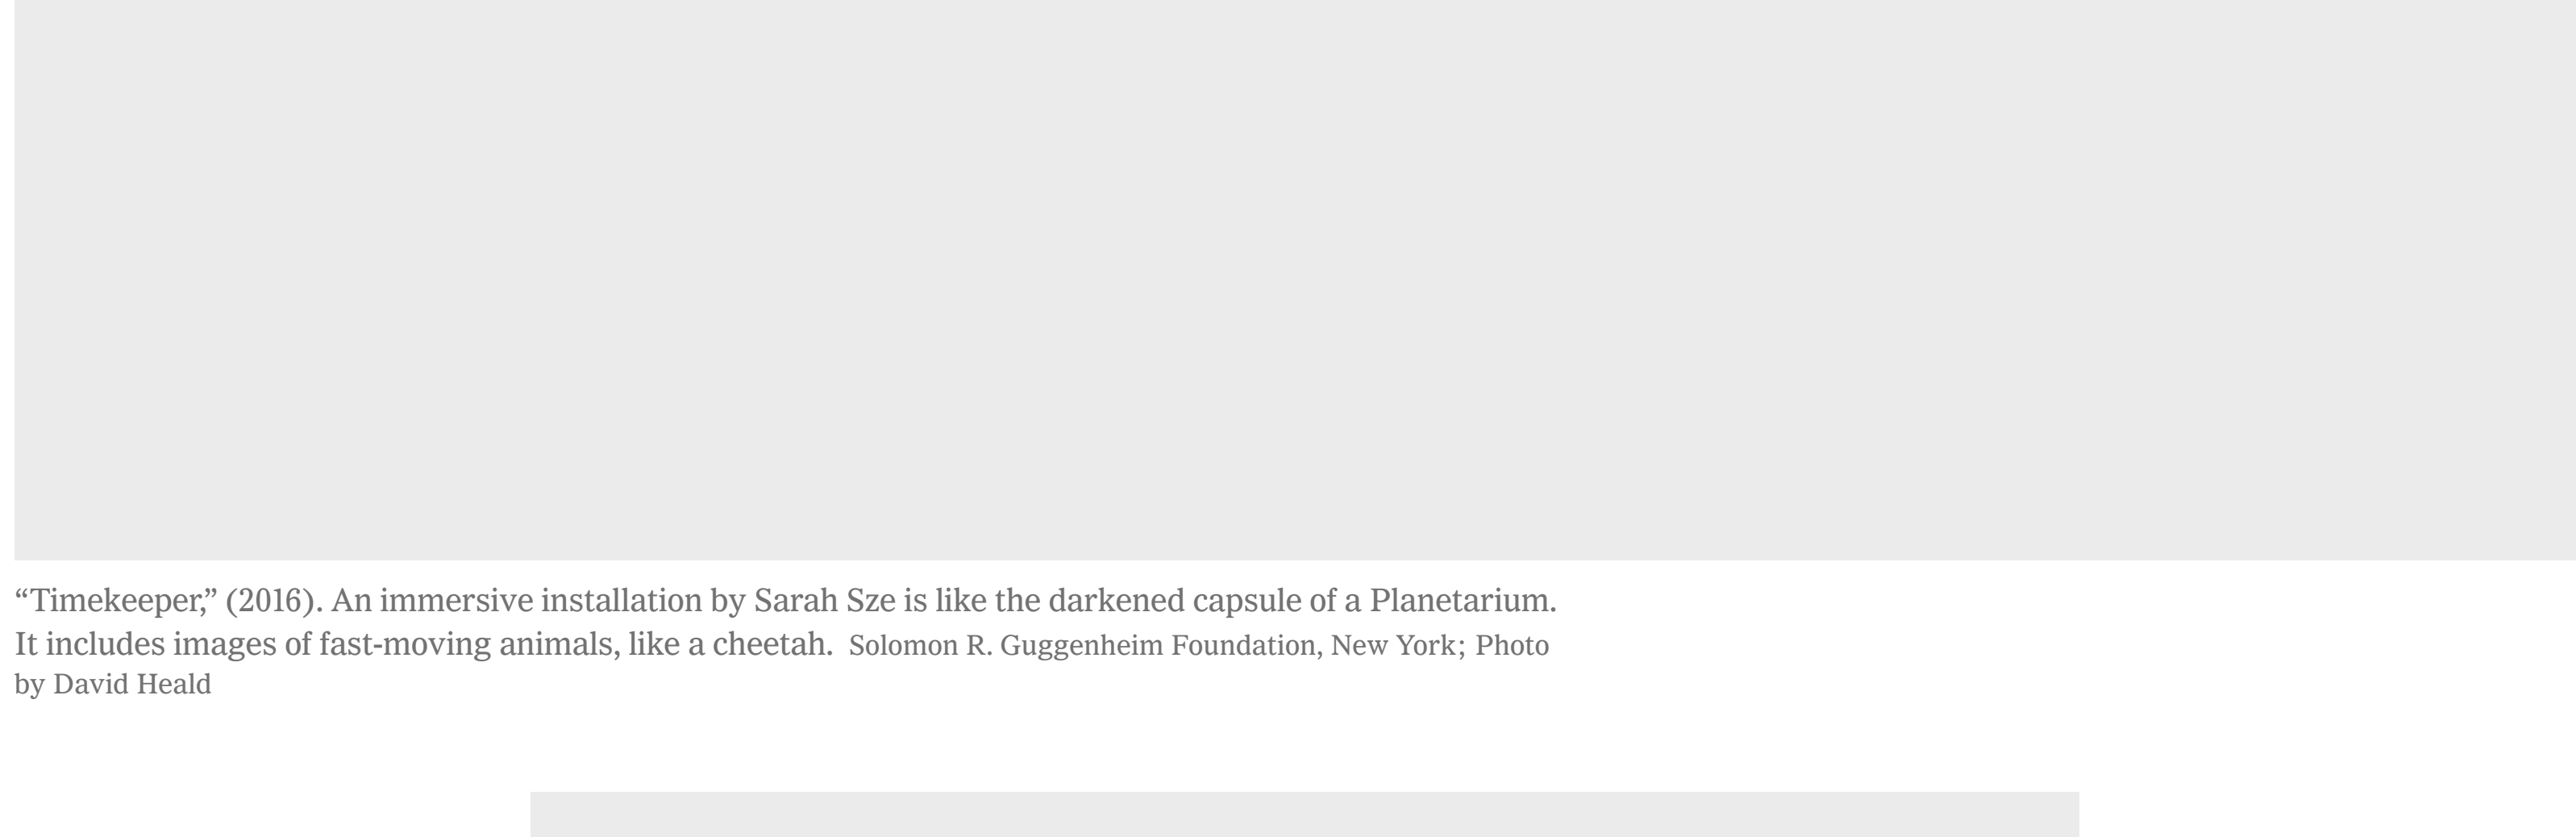 “Timekeeper,” (2016). An immersive installation by Sarah Sze is like the darkened capsule of a Planetarium.
It includes images of fast-moving animals, like a cheetah. Solomon R. Guggenheim Foundation, New York; Photo
by David Heald